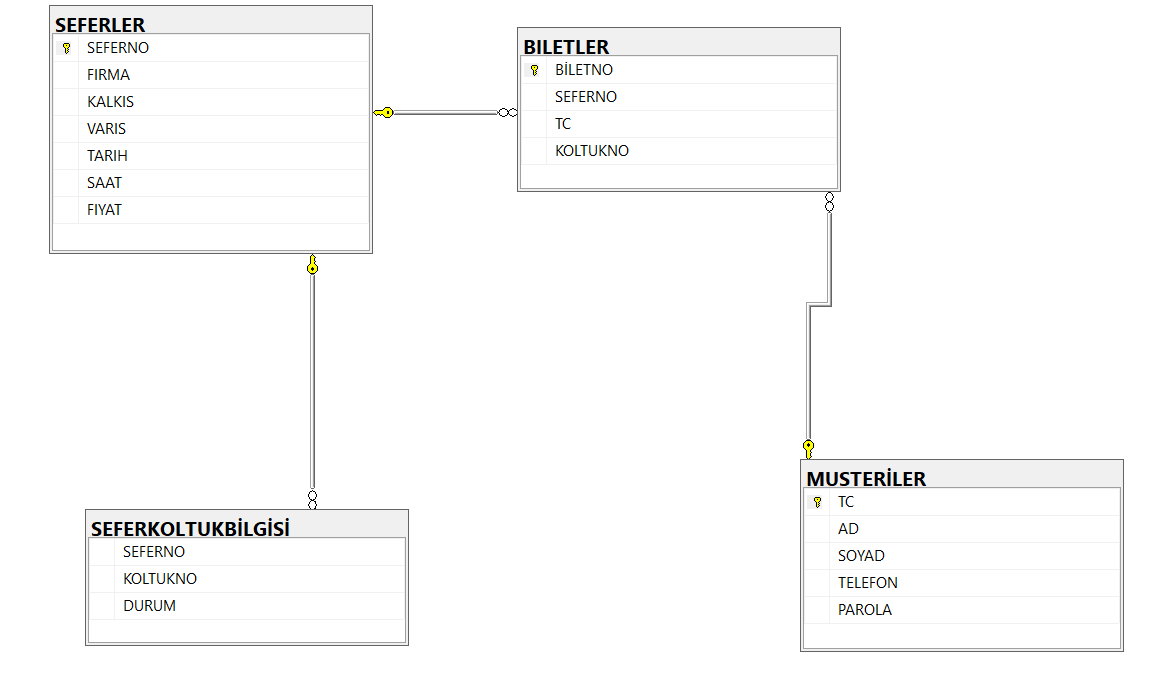 SEFERLER
SEFERNO
FIRMA
KALKIS
VARIS
TARIH
SAAT
FIYAT
BILETLER
BİLETNO
SEFERNO
TC
KOLTUKNO
SEFERKOLTUKBİLGİSİ
SEFERNO
KOLTUKNO
DURUM
MUSTERİLER
TC
AD
SOYAD
TELEFON
PAROLA